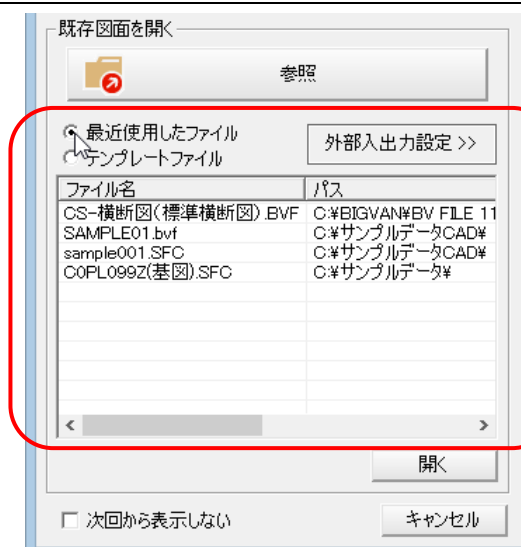 既存図面を開く
参照
最近使用したファイル
テンプレートファイル
外部入出力設定 >>
ファイル名 パス
CS-横断図(標準横断図).BVF C:¥BIGVAN¥BV FILE 11
SAMPLE01.bvf C:¥サンプルデータCAD¥
sample001.SFC C:¥サンプルデータCAD¥
C0PL099Z(基図).SFC C:¥サンプルデータ¥
開く
次回から表示しない
キャンセル